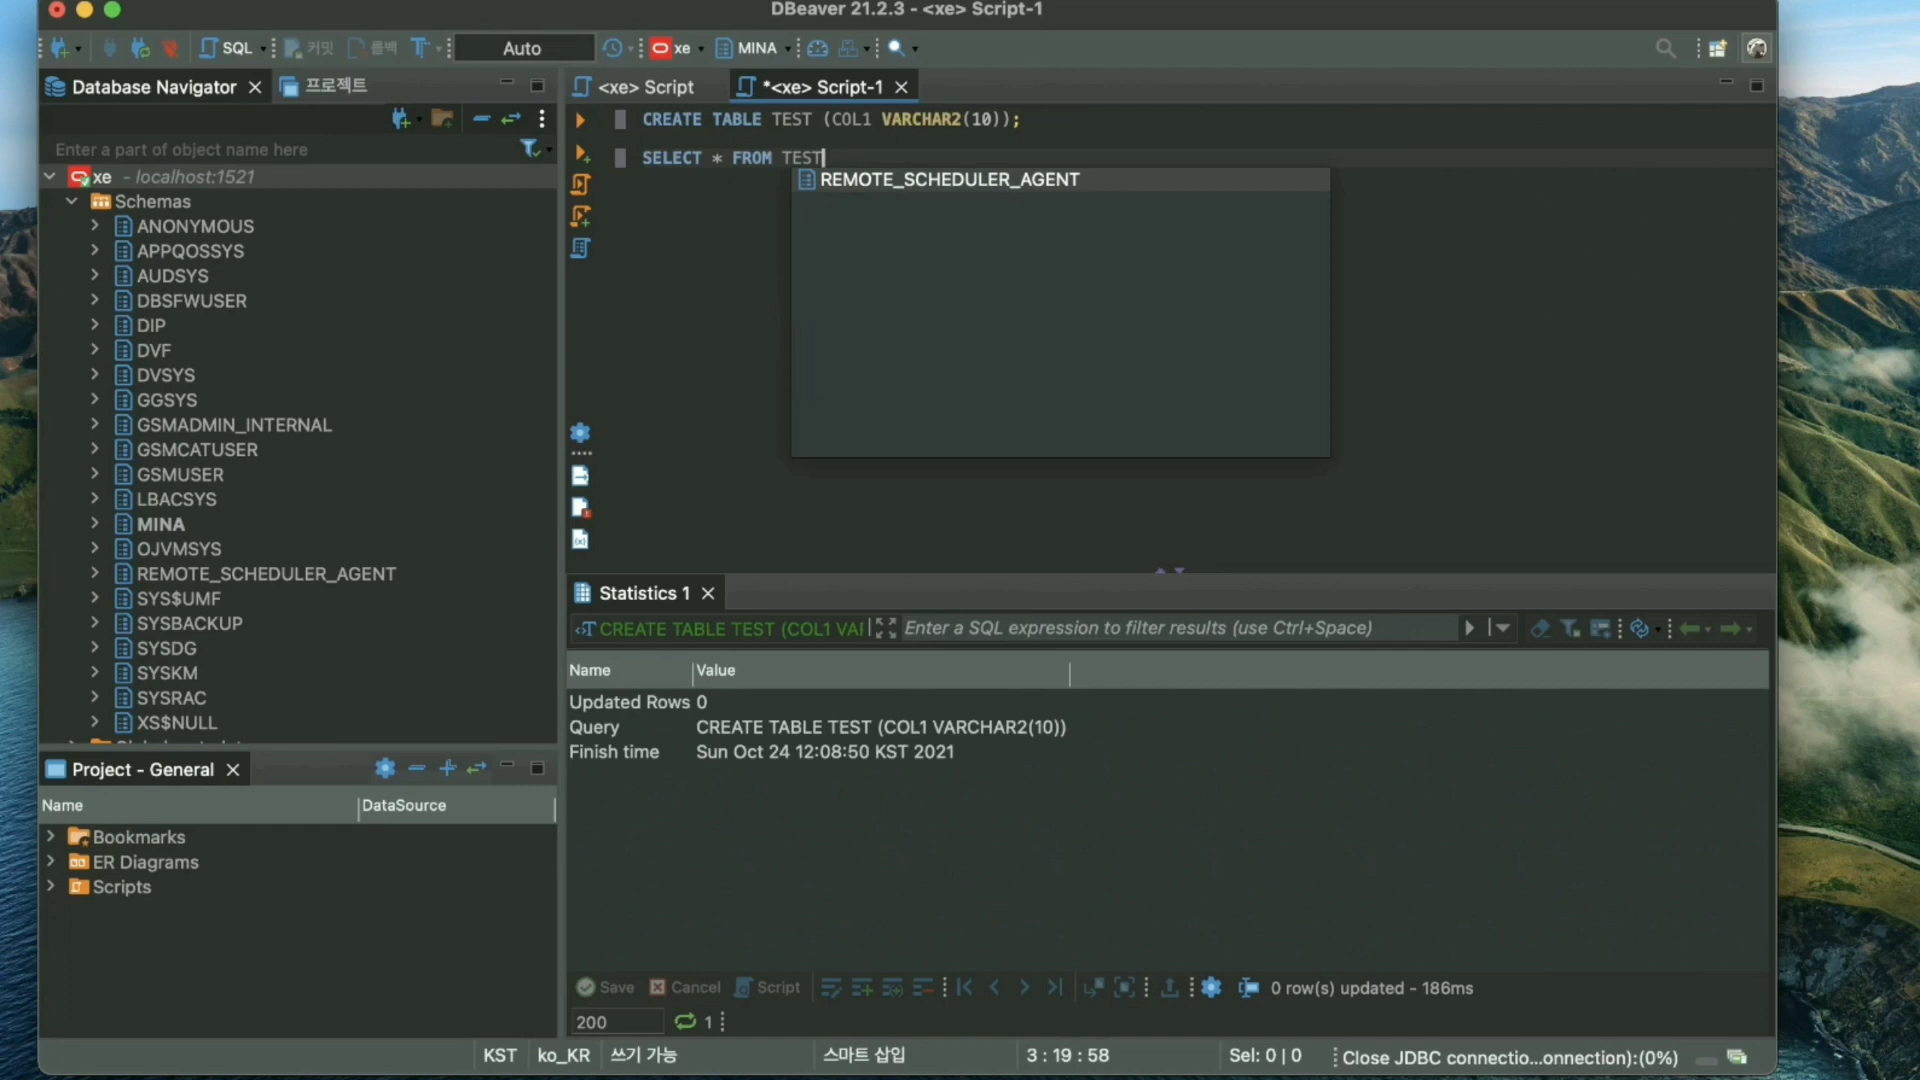 DBeaver 21.2.3 - <xe> Script-1
SQL 커밋 롤백 Auto xe MINA
Database Navigator 프로젝트
<xe> Script *<xe> Script-1
Enter a part of object name here
CREATE TABLE TEST (COL1 VARCHAR2(10));
SELECT * FROM TEST
REMOTE_SCHEDULER_AGENT
xe - localhost:1521
Schemas
ANONYMOUS
APPQOSSYS
AUDSYS
DBSFWUSER
DIP
DVF
DVSYS
GGSYS
GSMADMIN_INTERNAL
GSMCATUSER
GSMUSER
LBACSYS
MINA
OJVMSYS
REMOTE_SCHEDULER_AGENT
SYS$UMF
SYSBACKUP
SYSDG
SYSKM
SYSRAC
XS$NULL
Project - General
Name DataSource
Bookmarks
ER Diagrams
Scripts
Statistics 1
CREATE TABLE TEST (COL1 VAR Enter a SQL expression to filter results (use Ctrl+Space)
Name Value
Updated Rows 0
Query CREATE TABLE TEST (COL1 VARCHAR2(10))
Finish time Sun Oct 24 12:08:50 KST 2021
Save Cancel Script 0 row(s) updated - 186ms
200 1
KST ko_KR 쓰기 가능 스마트 삽입 3 : 19 : 58 Sel: 0 | 0 Close JDBC connectio...onnection):(0%)